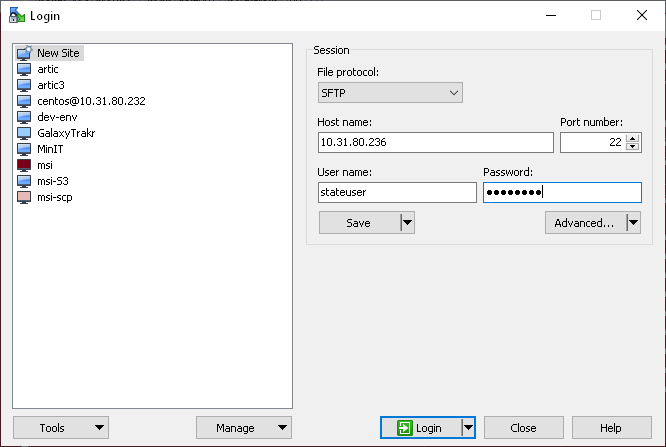 Login
New Site
artic
artic3
centos@10.31.80.232
dev-env
GalaxyTrakr
MinIT
msi
msi-S3
msi-scp
Session
File protocol:
SFTP
Host name:
Port number:
10.31.80.236
22
User name:
Password:
stateuser
●●●●●●●●
Save
Advanced...
Tools
Manage
Login
Close
Help